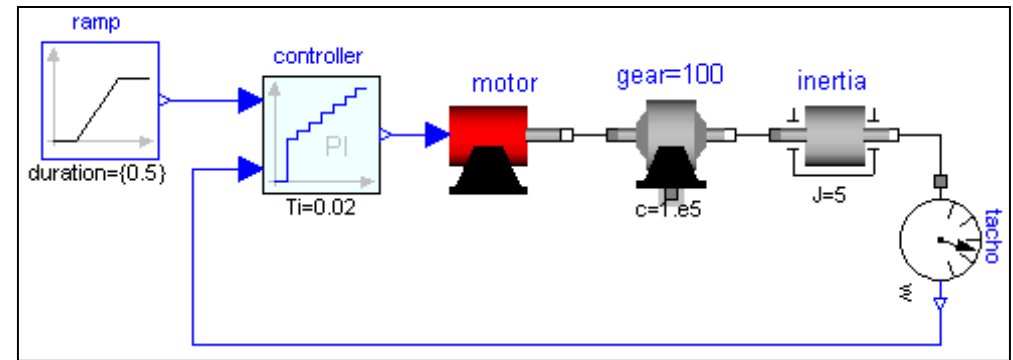 ramp
controller
motor
gear=100
inertia
PI
duration={0.5}
Ti=0.02
c=1.e5
J=5
tacho
w